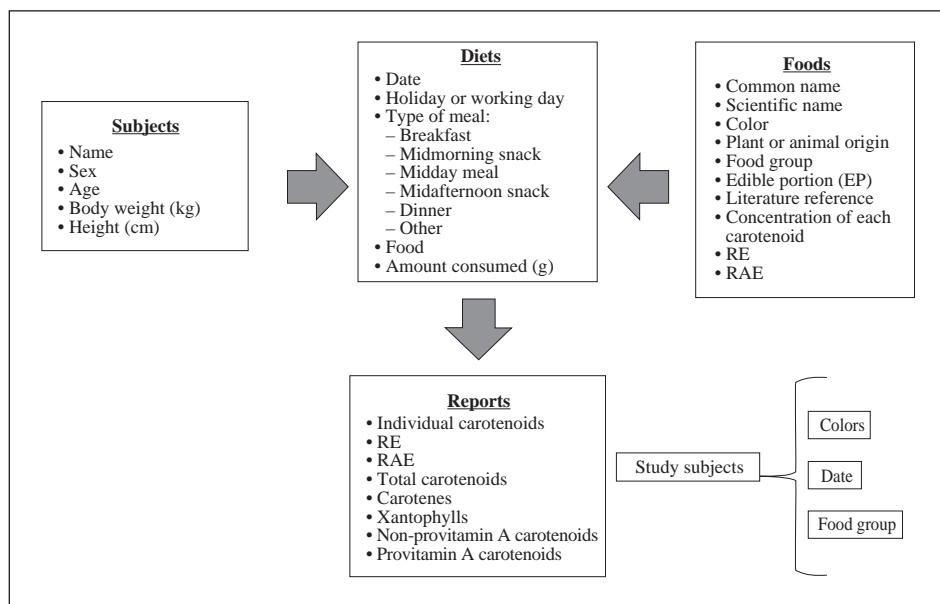 Subjects
• Name
• Sex
• Age
• Body weight (kg)
• Height (cm)
Diets
• Date
• Holiday or working day
• Type of meal:
– Breakfast
– Midmorning snack
– Midday meal
– Midafternoon snack
– Dinner
– Other
• Food
• Amount consumed (g)
Foods
• Common name
• Scientific name
• Color
• Plant or animal origin
• Food group
• Edible portion (EP)
• Literature reference
• Concentration of each
carotenoid
• RE
• RAE
Reports
• Individual carotenoids
• RE
• RAE
• Total carotenoids
• Carotenes
• Xantophylls
• Non-provitamin A carotenoids
• Provitamin A carotenoids
Study subjects
Colors
Date
Food group